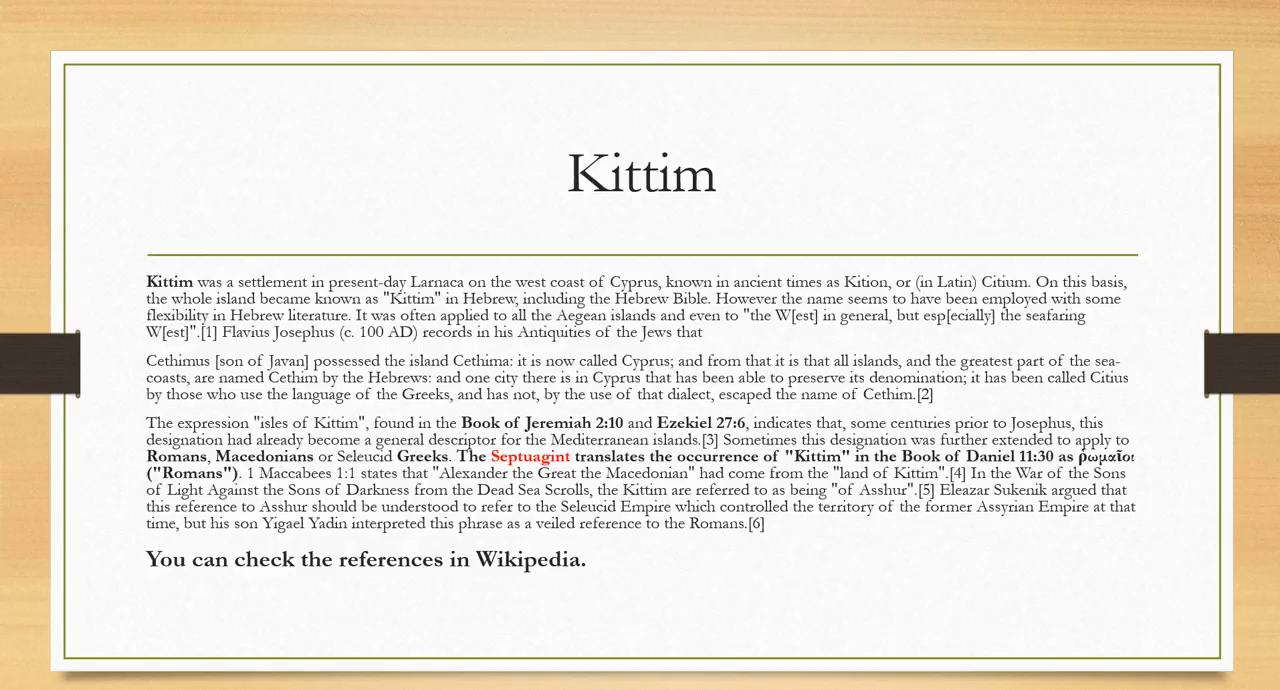 Kittim
Kittim was a settlement in present-day Larnaca on the west coast of Cyprus, known in ancient times as Kition, or (in Latin) Citium. On this basis,
the whole island became known as "Kittim" in Hebrew, including the Hebrew Bible. However the name seems to have been employed with some
flexibility in Hebrew literature. It was often applied to all the Aegean islands and even to "the W[est] in general, but esp[ecially] the seafaring
W[est]".[1] Flavius Josephus (c. 100 AD) records in his Antiquities of the Jews that
Cethimus [son of Javan] possessed the island Cethima: it is now called Cyprus; and from that it is that all islands, and the greatest part of the sea-
coasts, are named Cethim by the Hebrews: and one city there is in Cyprus that has been able to preserve its denomination; it has been called Citius
by those who use the language of the Greeks, and has not, by the use of that dialect, escaped the name of Cethim.[2]
The expression "isles of Kittim", found in the Book of Jeremiah 2:10 and Ezekiel 27:6, indicates that, some centuries prior to Josephus, this
designation had already become a general descriptor for the Mediterranean islands.[3] Sometimes this designation was further extended to apply to
Romans, Macedonians or Seleucid Greeks. The Septuagint translates the occurrence of "Kittim" in the Book of Daniel 11:30 as ῥωμαῖοι
("Romans"). 1 Maccabees 1:1 states that "Alexander the Great the Macedonian" had come from the "land of Kittim".[4] In the War of the Sons
of Light Against the Sons of Darkness from the Dead Sea Scrolls, the Kittim are referred to as being "of Asshur".[5] Eleazar Sukenik argued that
this reference to Asshur should be understood to refer to the Seleucid Empire which controlled the territory of the former Assyrian Empire at that
time, but his son Yigael Yadin interpreted this phrase as a veiled reference to the Romans.[6]
You can check the references in Wikipedia.